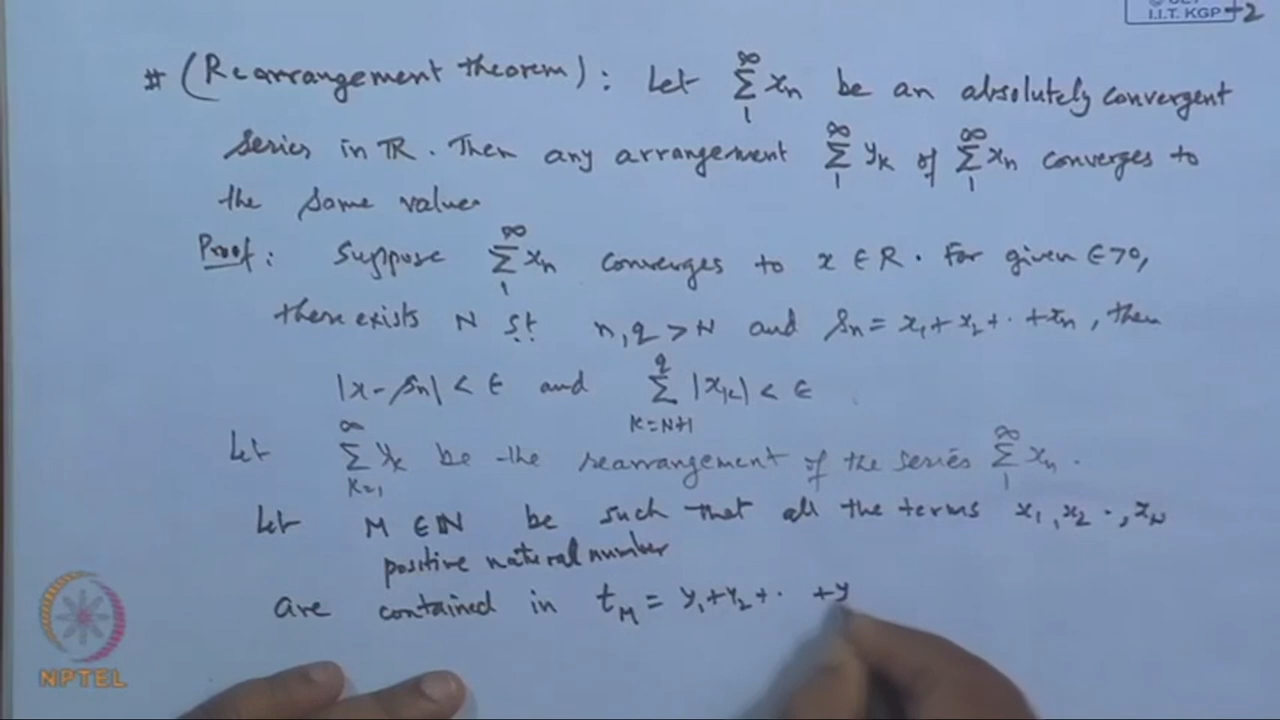 I.I.T. KGP
-2
# (Rearrangement theorem): Let ∞ Σ 1 xn be an absolutely convergent
series in R. Then any arrangement ∞ Σ 1 yk of ∞ Σ 1 xn converges to
the same value.
Proof: Suppose ∞ Σ 1 xn converges to x ∈ R. For given ε>0,
there exists N s.t n,q > N and sn = x1 + x2 + · + xn, then
|x - sn| < ε and q Σ k=N+1 |xk| < ε
Let ∞ Σ k=1 yk be the rearrangement of the series ∞ Σ 1 xn.
Let M ∈ N be such that all the terms x1, x2 ·, xN
positive natural number
are contained in tM = y1 + y2 + · + y
NPTEL